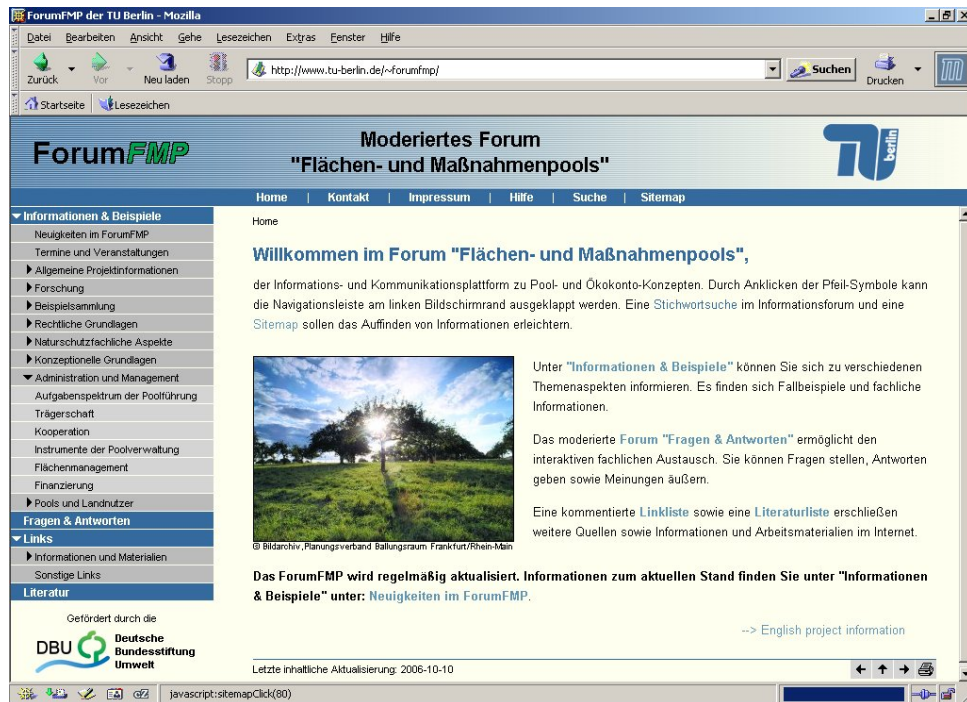 ForumFMP der TU Berlin - Mozilla
Datei Bearbeiten Ansicht Gehe Lesezeichen Extras Fenster Hilfe
Zurück Vor Neu laden Stopp http://www.tu-berlin.de/~forumfmp/ Suchen Drucken
Startseite Lesezeichen
ForumFMP
Moderiertes Forum
"Flächen- und Maßnahmenpools"
TU berlin
Home | Kontakt | Impressum | Hilfe | Suche | Sitemap
Informationen & Beispiele
Neuigkeiten im ForumFMP
Termine und Veranstaltungen
Allgemeine Projektinformationen
Forschung
Beispielsammlung
Rechtliche Grundlagen
Naturschutzfachliche Aspekte
Konzeptionelle Grundlagen
Administration und Management
Aufgabenspektrum der Poolführung
Trägerschaft
Kooperation
Instrumente der Poolverwaltung
Flächenmanagement
Finanzierung
Pools und Landnutzer
Fragen & Antworten
Links
Informationen und Materialien
Sonstige Links
Literatur
Gefördert durch die
DBU Deutsche
Bundesstiftung
Umwelt
Home
Willkommen im Forum "Flächen- und Maßnahmenpools",
der Informations- und Kommunikationsplattform zu Pool- und Ökokonto-Konzepten. Durch Anklicken der Pfeil-Symbole kann
die Navigationsleiste am linken Bildschirmrand ausgeklappt werden. Eine Stichwortsuche im Informationsforum und eine
Sitemap sollen das Auffinden von Informationen erleichtern.
Unter "Informationen & Beispiele" können Sie sich zu verschiedenen
Themenaspekten informieren. Es finden sich Fallbeispiele und fachliche
Informationen.
Das moderierte Forum "Fragen & Antworten" ermöglicht den
interaktiven fachlichen Austausch. Sie können Fragen stellen, Antworten
geben sowie Meinungen äußern.
Eine kommentierte Linkliste sowie eine Literaturliste erschließen
weitere Quellen sowie Informationen und Arbeitsmaterialien im Internet.
© Bildarchiv,Planungsverband Ballungsraum Frankfurt/Rhein-Main
Das ForumFMP wird regelmäßig aktualisiert. Informationen zum aktuellen Stand finden Sie unter "Informationen
& Beispiele" unter: Neuigkeiten im ForumFMP.
--> English project information
Letzte inhaltliche Aktualisierung: 2006-10-10
javascript:sitemapClick(80)